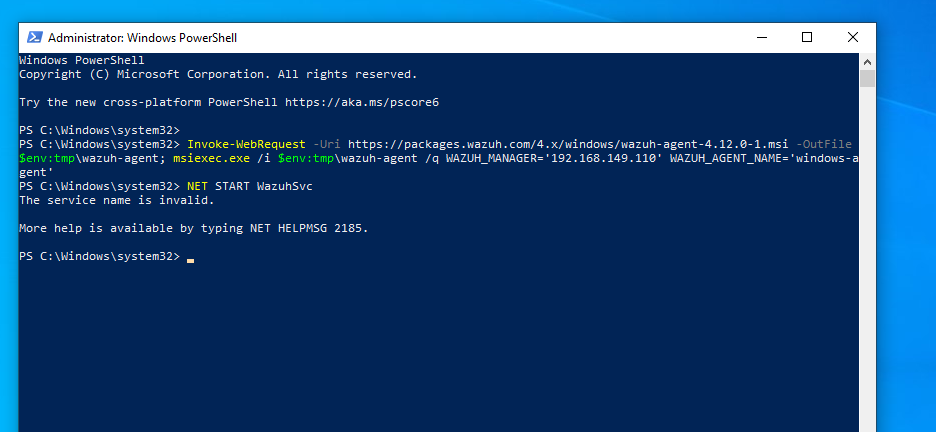 Administrator: Windows PowerShell
Windows PowerShell
Copyright (C) Microsoft Corporation. All rights reserved.
Try the new cross-platform PowerShell https://aka.ms/pscore6
PS C:\Windows\system32>
PS C:\Windows\system32> Invoke-WebRequest -Uri https://packages.wazuh.com/4.x/windows/wazuh-agent-4.12.0-1.msi -OutFile
$env:tmp\wazuh-agent; msiexec.exe /i $env:tmp\wazuh-agent /q WAZUH_MANAGER='192.168.149.110' WAZUH_AGENT_NAME='windows-a
gent'
PS C:\Windows\system32> NET START WazuhSvc
The service name is invalid.
More help is available by typing NET HELPMSG 2185.
PS C:\Windows\system32>